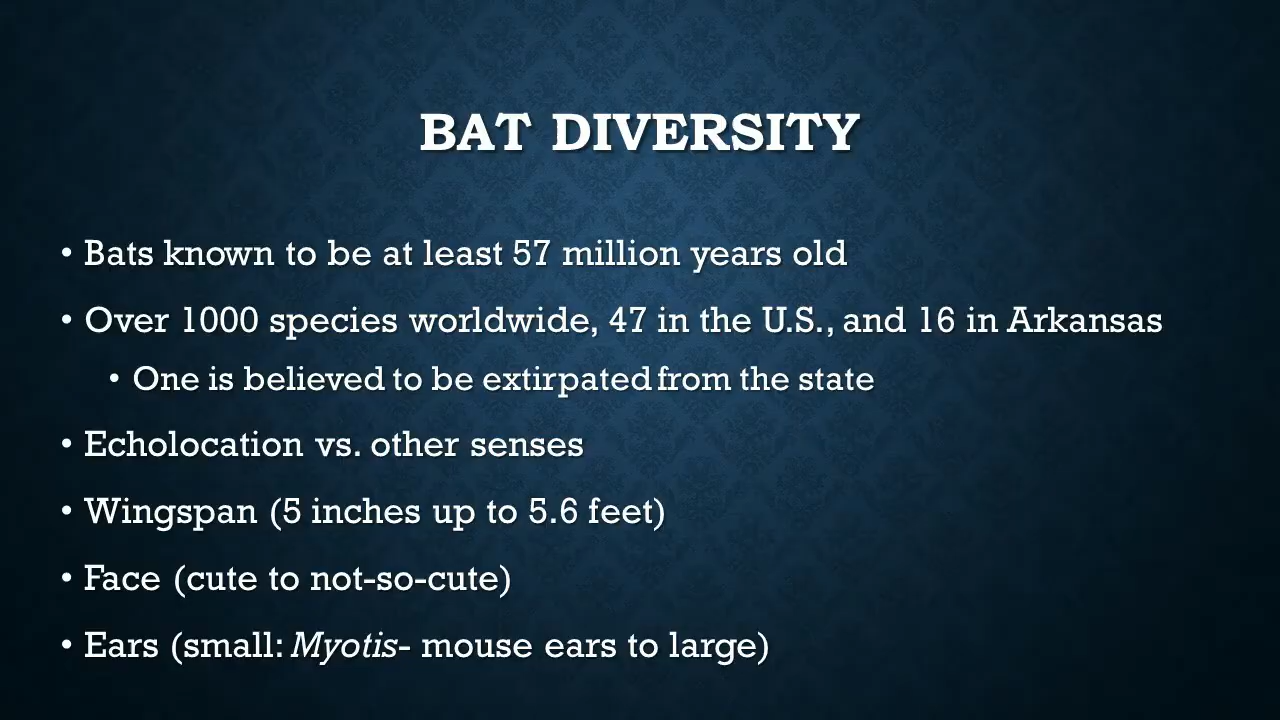 BAT DIVERSITY
• Bats known to be at least 57 million years old
• Over 1000 species worldwide, 47 in the U.S., and 16 in Arkansas
• One is believed to be extirpated from the state
• Echolocation vs. other senses
• Wingspan (5 inches up to 5.6 feet)
• Face (cute to not-so-cute)
• Ears (small: Myotis- mouse ears to large)